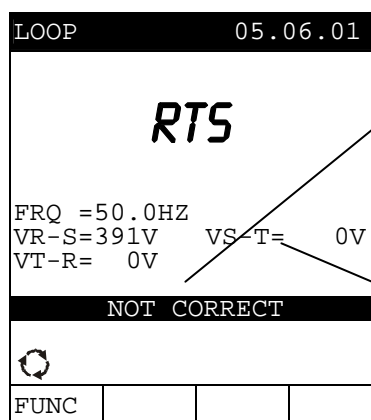 LOOP 05.06.01
RTS
FRQ =50.0HZ
VR-S=391V VS-T= 0V
VT-R= 0V
NOT CORRECT
FUNC